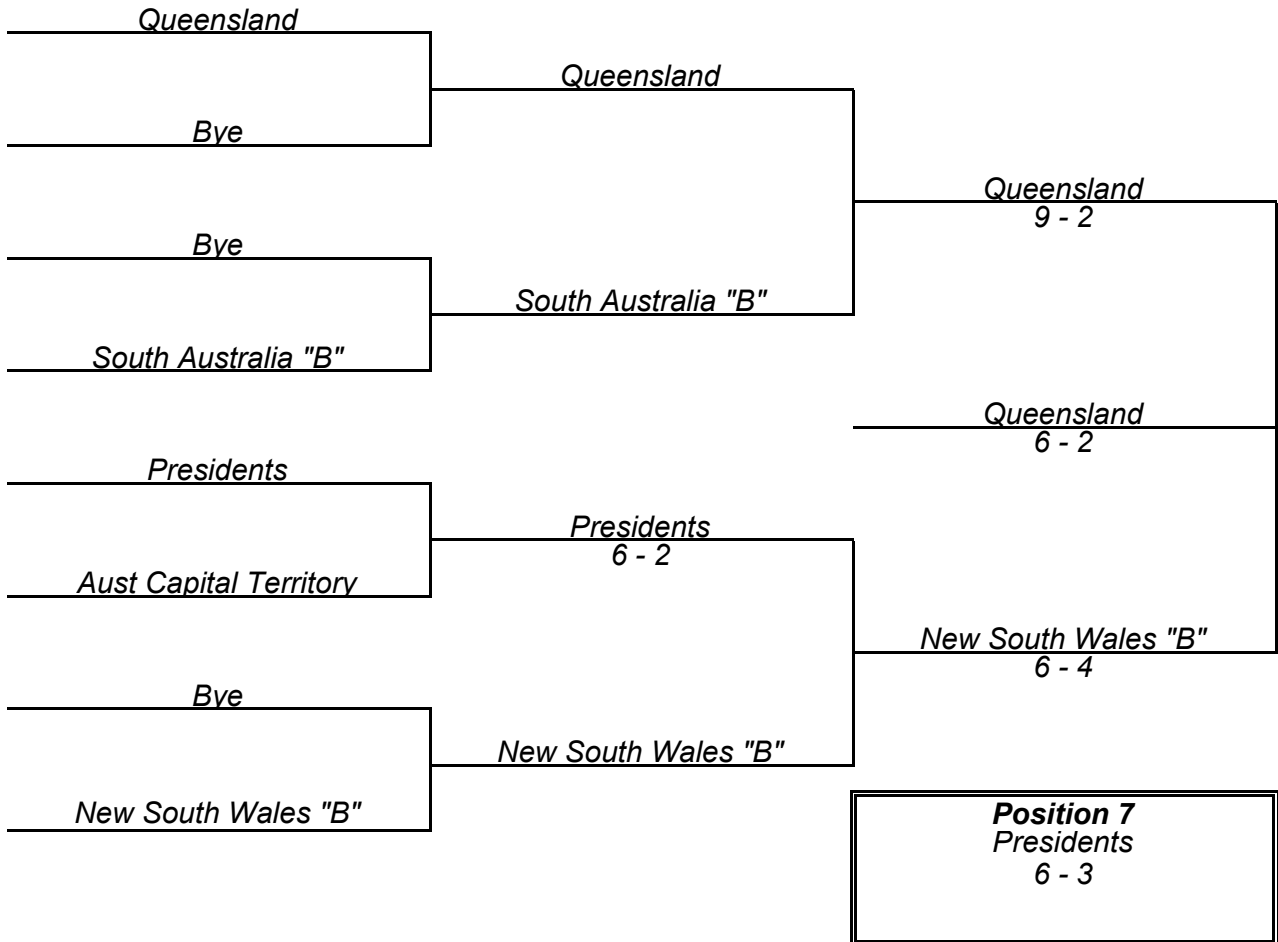 Queensland
Queensland
Bye
Queensland
9 - 2
Bye
South Australia "B"
South Australia "B"
Queensland
6 - 2
Presidents
Presidents
6 - 2
Aust Capital Territory
New South Wales "B"
6 - 4
Bye
New South Wales "B"
New South Wales "B"
Position 7
Presidents
6 - 3